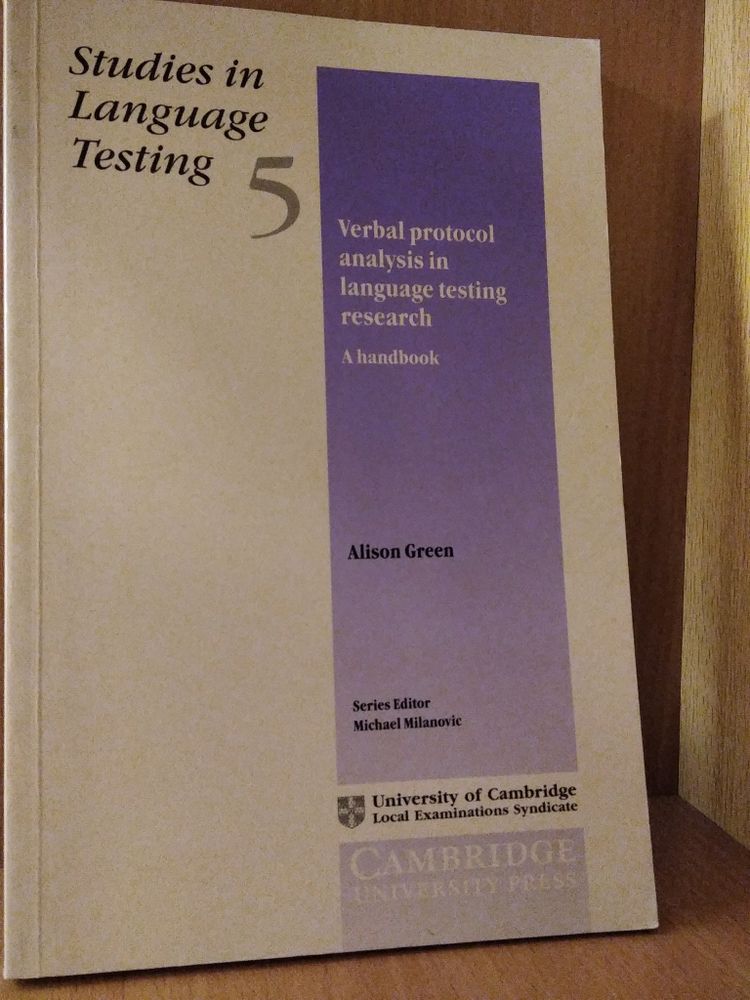 Studies in
Language
Testing 5
Verbal protocol
analysis in
language testing
research
A handbook
Alison Green
Series Editor
Michael Milanovic
University of Cambridge
Local Examinations Syndicate
CAMBRIDGE
UNIVERSITY PRESS